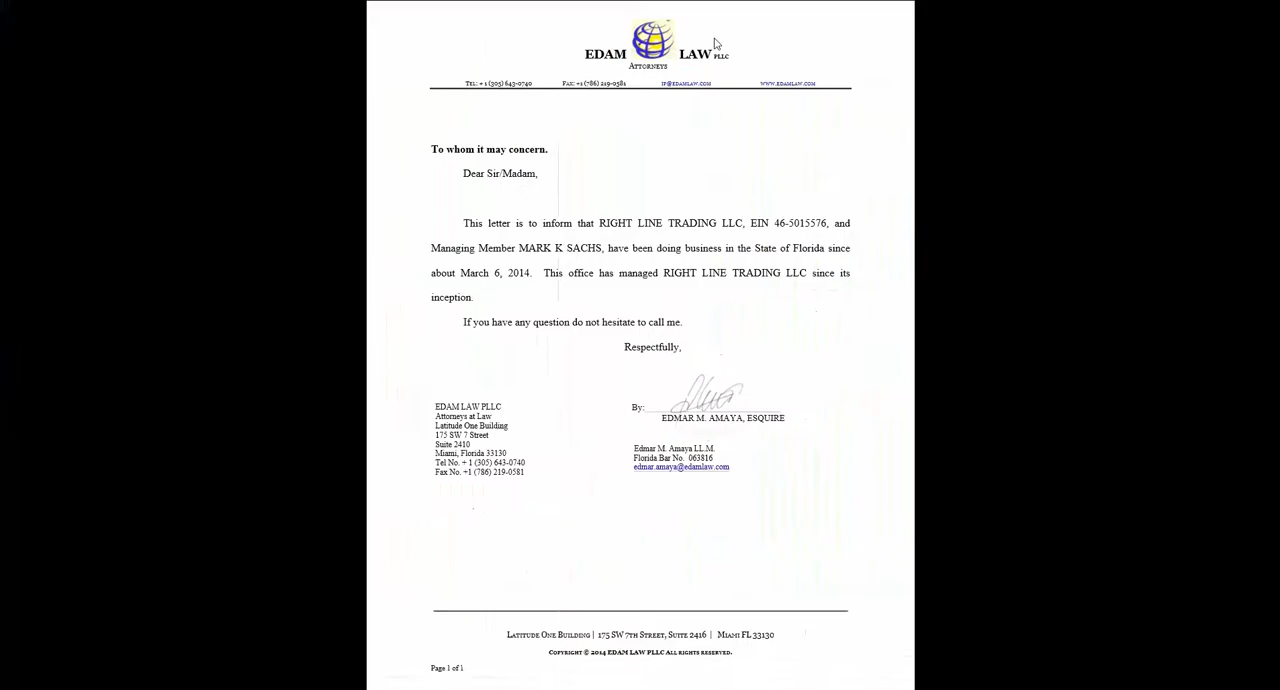 EDAM LAW PLLC
ATTORNEYS
TEL: + 1 (305) 643-0740 FAX: +1 (786) 219-0581 IP@EDAMLAW.COM WWW.EDAMLAW.COM
To whom it may concern.
Dear Sir/Madam,
This letter is to inform that RIGHT LINE TRADING LLC, EIN 46-5015576, and
Managing Member MARK K SACHS, have been doing business in the State of Florida since
about March 6, 2014. This office has managed RIGHT LINE TRADING LLC since its
inception.
If you have any question do not hesitate to call me.
Respectfully,
By:
EDMAR M. AMAYA, ESQUIRE
EDAM LAW PLLC
Attorneys at Law
Latitude One Building
175 SW 7 Street
Suite 2410
Miami, Florida 33130
Tel No. + 1 (305) 643-0740
Fax No. +1 (786) 219-0581
Edmar M. Amaya LL.M.
Florida Bar No. 063816
edmar.amaya@edamlaw.com
LATITUDE ONE BUILDING | 175 SW 7TH STREET, SUITE 2416 | MIAMI FL 33130
COPYRIGHT © 2014 EDAM LAW PLLC ALL RIGHTS RESERVED.
Page 1 of 1